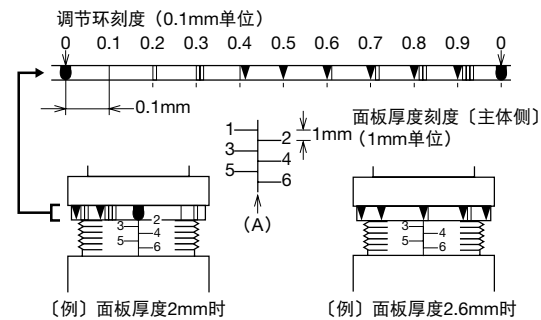 调节环刻度（0.1mm单位）
0 0.1 0.2 0.3 0.4 0.5 0.6 0.7 0.8 0.9 0
0.1mm
面板厚度刻度〔主体侧〕
（1mm单位）
1mm
1
2
3
4
5
6
（A）
2
3
4
5
6
3
4
5
6
〔例〕面板厚度2mm时
〔例〕面板厚度2.6mm时